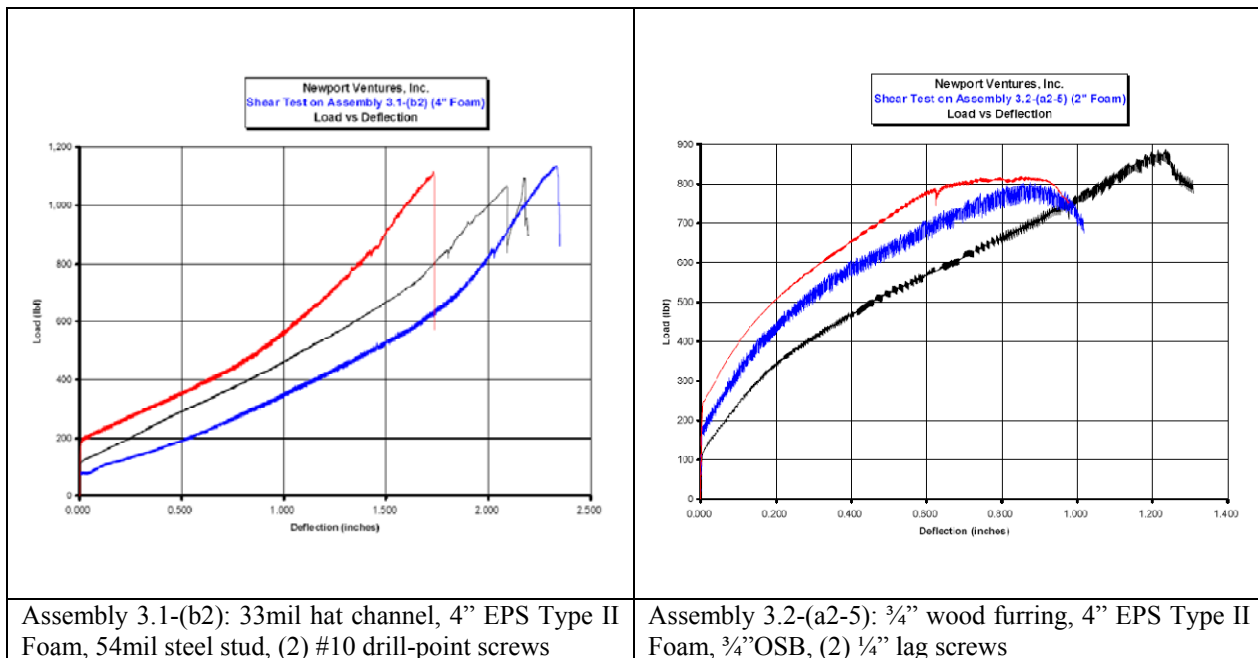 Newport Ventures, Inc.
Shear Test on Assembly 3.1-(b2) (4" Foam)
Load vs Deflection
1,200
1,000
800
600
400
200
0
Load (lbf)
0.000 0.500 1.000 1.500 2.000 2.500
Deflection (inches)
Newport Ventures, Inc.
Shear Test on Assembly 3.2-(a2-5) (2" Foam)
Load vs Deflection
900
800
700
600
500
400
300
200
100
0
Load (lbf)
0.000 0.200 0.400 0.600 0.800 1.000 1.200 1.400
Deflection (inches)
Assembly 3.1-(b2): 33mil hat channel, 4” EPS Type II
Foam, 54mil steel stud, (2) #10 drill-point screws
Assembly 3.2-(a2-5): ¾” wood furring, 4” EPS Type II
Foam, ¾”OSB, (2) ¼” lag screws